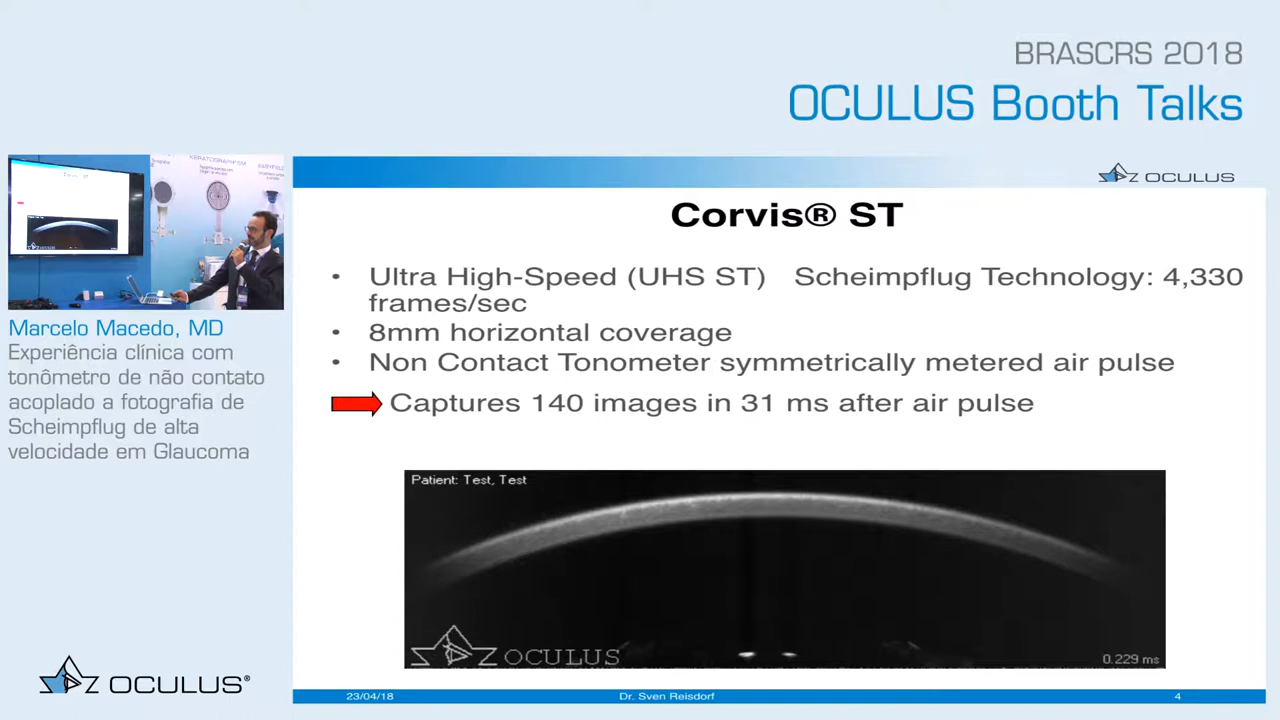 BRASCRS 2018
OCULUS Booth Talks
KERATOGRAPH 5M
OCULUS
Corvis® ST
• Ultra High-Speed (UHS ST) Scheimpflug Technology: 4,330
frames/sec
• 8mm horizontal coverage
• Non Contact Tonometer symmetrically metered air pulse
Captures 140 images in 31 ms after air pulse
Marcelo Macedo, MD
Experiência clínica com
tonômetro de não contato
acoplado a fotografia de
Scheimpflug de alta
velocidade em Glaucoma
Patient: Test, Test
OCULUS
0.229 ms
OCULUS®
23/04/18 Dr. Sven Reisdorf 4